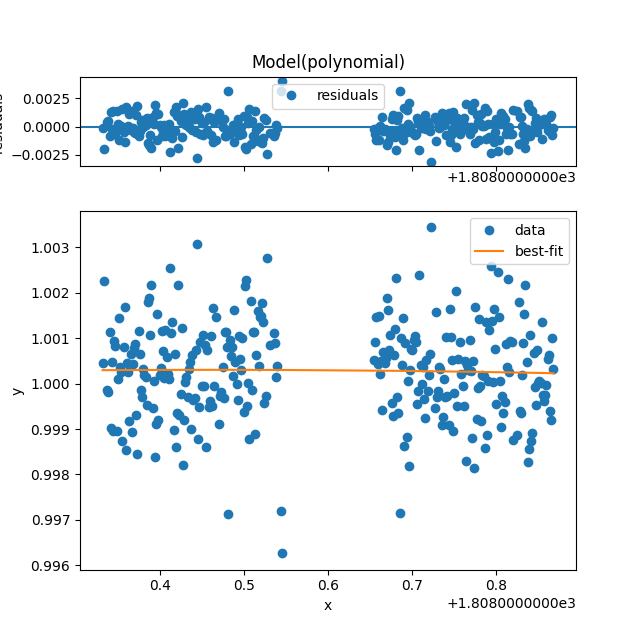 Model(polynomial)
residuals
0.0025
0.0000
−0.0025
residuals
+1.8080000000e3
1.003
1.002
1.001
1.000
0.999
0.998
0.997
0.996
y
data
best-fit
0.4 0.5 0.6 0.7 0.8
x
+1.8080000000e3